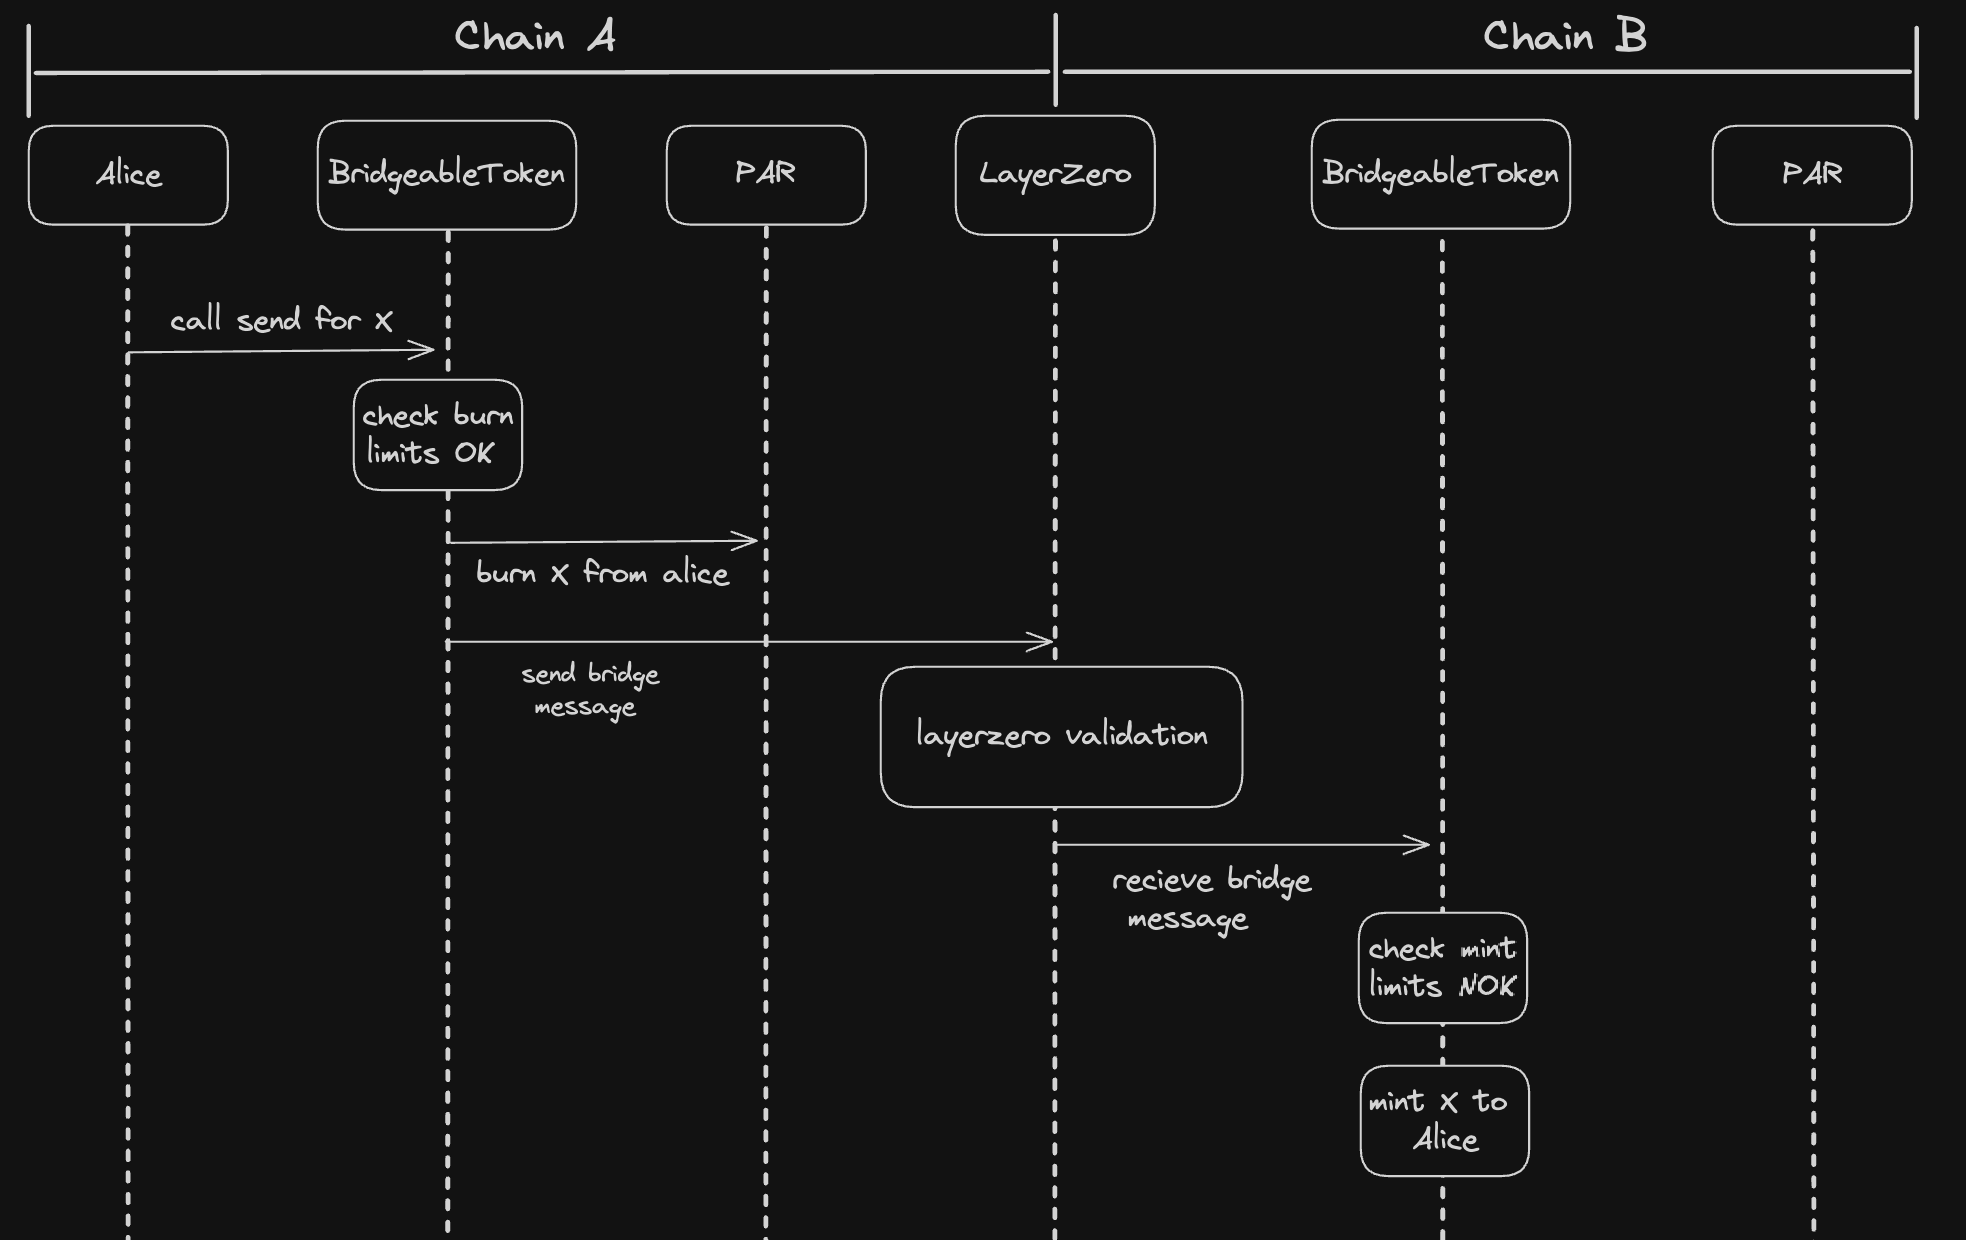 Chain A
Chain B
Alice
BridgeableToken
PAR
LayerZero
BridgeableToken
PAR
call send for X
check burn
limits OK
burn X from alice
send bridge
message
layerzero validation
recieve bridge
message
check mint
limits NOK
mint X to
Alice